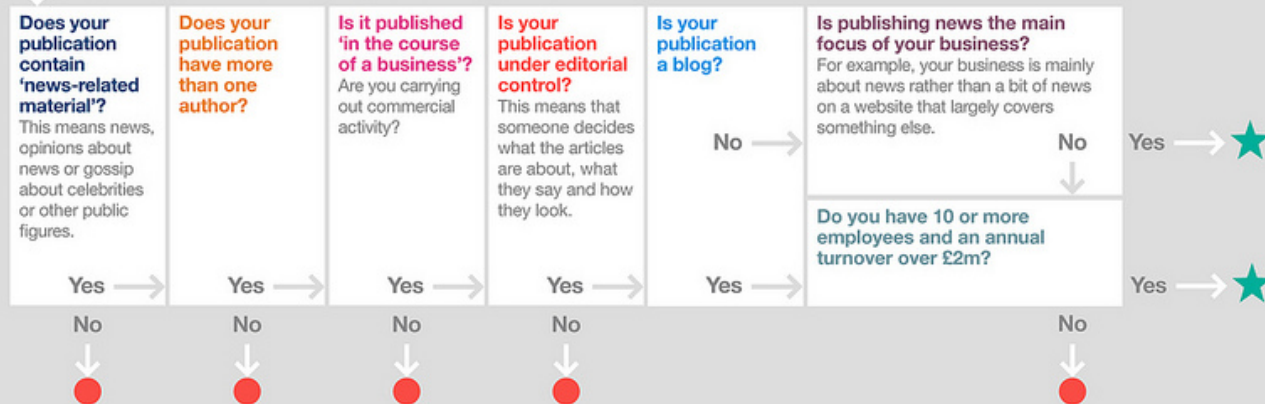 Does your
publication
contain
‘news-related
material’?
This means news,
opinions about
news or gossip
about celebrities
or other public
figures.
Yes
No
Does your
publication
have more
than one
author?
Yes
No
Is it published
‘in the course
of a business’?
Are you carrying
out commercial
activity?
Yes
No
Is your
publication
under editorial
control?
This means that
someone decides
what the articles
are about, what
they say and how
they look.
Yes
No
Is your
publication
a blog?
No
Yes
Is publishing news the main
focus of your business?
For example, your business is mainly
about news rather than a bit of news
on a website that largely covers
something else.
No
Yes
Do you have 10 or more
employees and an annual
turnover over £2m?
Yes
No